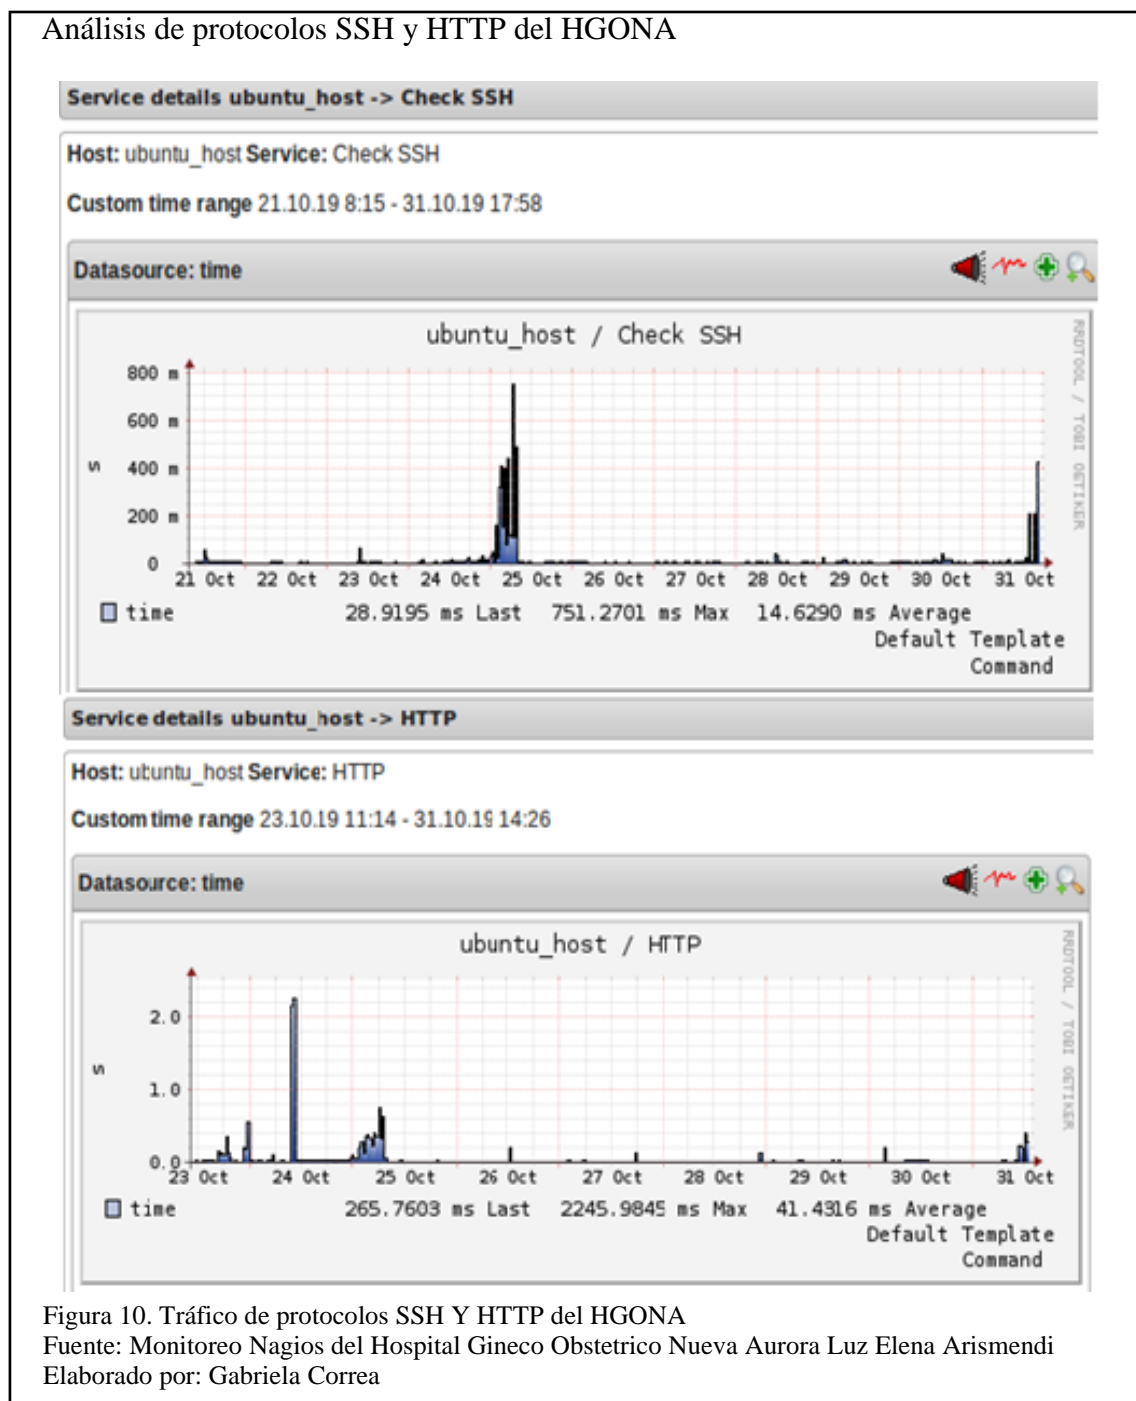 Análisis de protocolos SSH y HTTP del HGONA
Service details ubuntu_host -> Check SSH
Host: ubuntu_host Service: Check SSH
Custom time range 21.10.19 8:15 - 31.10.19 17:58
Datasource: time
ubuntu_host / Check SSH
RRDTOOL / TOBI OETIKER
s
800 m
600 m
400 m
200 m
0
21 Oct 22 Oct 23 Oct 24 Oct 25 Oct 26 Oct 27 Oct 28 Oct 29 Oct 30 Oct 31 Oct
time 28.9195 ms Last 751.2701 ms Max 14.6290 ms Average
Default Template
Command
Service details ubuntu_host -> HTTP
Host: ubuntu_host Service: HTTP
Custom time range 23.10.19 11:14 - 31.10.19 14:26
Datasource: time
ubuntu_host / HTTP
RRDTOOL / TOBI OETIKER
s
2.0
1.0
0.0
23 Oct 24 Oct 25 Oct 26 Oct 27 Oct 28 Oct 29 Oct 30 Oct 31 Oct
time 265.7603 ms Last 2245.9845 ms Max 41.4316 ms Average
Default Template
Command
Figura 10. Tráfico de protocolos SSH Y HTTP del HGONA
Fuente: Monitoreo Nagios del Hospital Gineco Obstetrico Nueva Aurora Luz Elena Arismendi
Elaborado por: Gabriela Correa